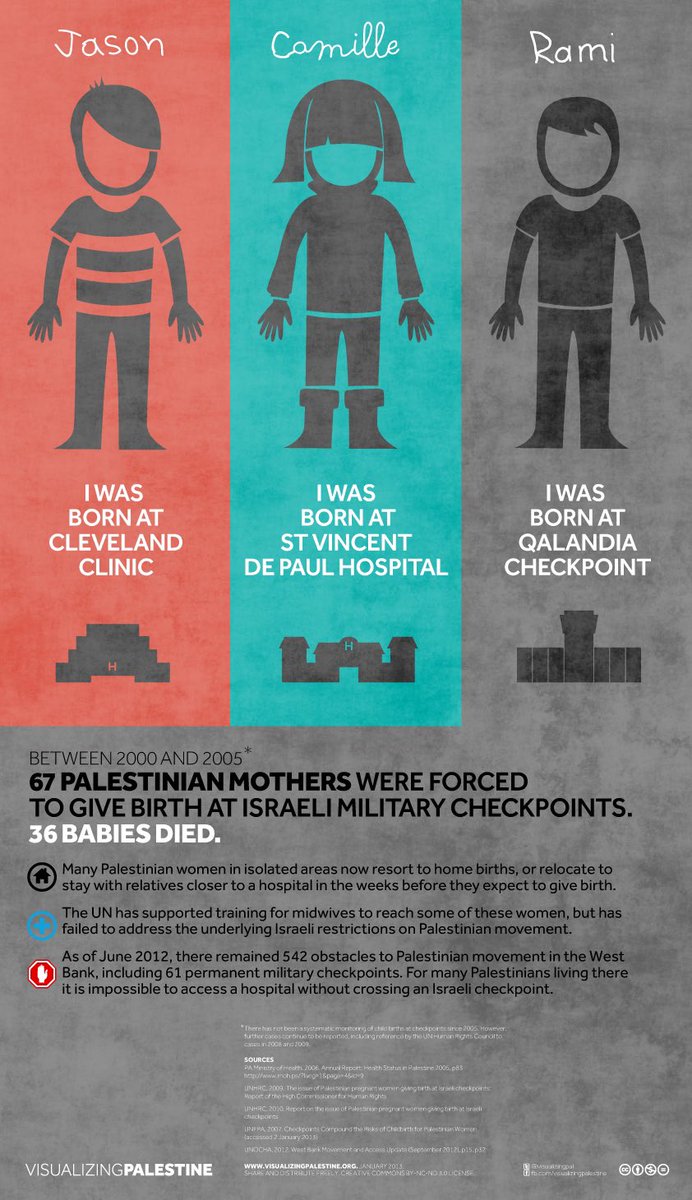 Jason
Camille
Rami
I WAS
BORN AT
CLEVELAND
CLINIC
I WAS
BORN AT
ST VINCENT
DE PAUL HOSPITAL
I WAS
BORN AT
QALANDIA
CHECKPOINT
H
H
BETWEEN 2000 AND 2005*
67 PALESTINIAN MOTHERS WERE FORCED
TO GIVE BIRTH AT ISRAELI MILITARY CHECKPOINTS.
36 BABIES DIED.
Many Palestinian women in isolated areas now resort to home births, or relocate to
stay with relatives closer to a hospital in the weeks before they expect to give birth.
The UN has supported training for midwives to reach some of these women, but has
failed to address the underlying Israeli restrictions on Palestinian movement.
As of June 2012, there remained 542 obstacles to Palestinian movement in the West
Bank, including 61 permanent military checkpoints. For many Palestinians living there
it is impossible to access a hospital without crossing an Israeli checkpoint.
* There has not been a systematic monitoring of child births at checkpoints since 2005. However,
further cases continue to be reported, including reference by the UN Human Rights Council to
cases in 2008 and 2009.
SOURCES
PA Ministry of Health, 2006. Annual Report: Health Status in Palestine 2005, p83
UNHRC, 2009. The issue of Palestinian pregnant women giving birth at Israeli checkpoints:
Report of the High Commissioner for Human Rights
UNHRC, 2010. Report on the issue of Palestinian pregnant women giving birth at Israeli
checkpoints
UNFPA, 2007. Checkpoints Compound the Risks of Childbirth for Palestinian Women
(accessed 2 January 2013)
UNOCHA, 2012. West Bank Movement and Access Update (September 2012), p15, p32
VISUALIZINGPALESTINE
WWW.VISUALIZINGPALESTINE.ORG, JANUARY 2013
SHARE AND DISTRIBUTE FREELY. CREATIVE COMMONS BY-NC-ND 3.0 LICENSE.
@visualizingpal
fb.com/visualizingpalestine